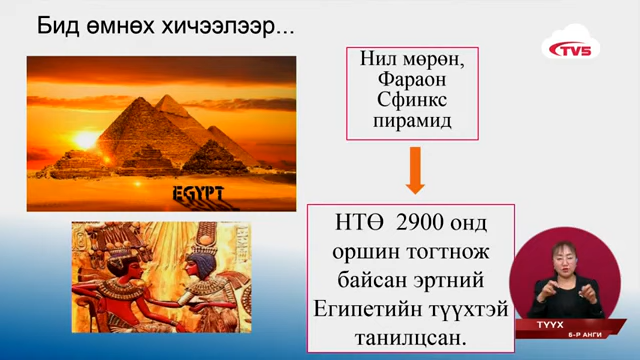 Бид өмнөх хичээлээр...
TV5
Нил мөрөн,
Фараон
Сфинкс
пирамид
EGYPT
НТӨ 2900 онд
оршин тогтнож
байсан эртний
Египетийн түүхтэй
танилцсан.
ТҮҮХ
6-Р АНГИ